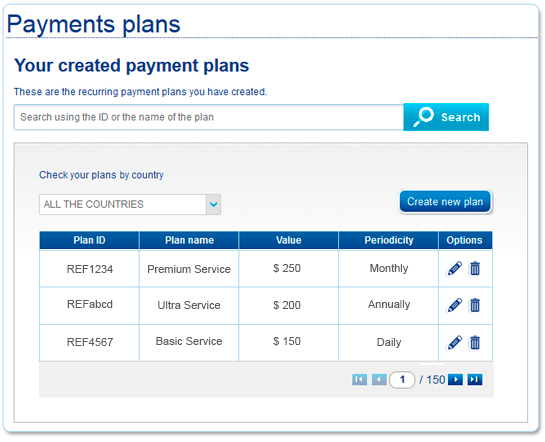 Payments plans
Your created payment plans
These are the recurring payment plans you have created.
Search using the ID or the name of the plan
Search
Check your plans by country
ALL THE COUNTRIES
Create new plan
Plan ID Plan name Value Periodicity Options
REF1234 Premium Service $ 250 Monthly
REFabcd Ultra Service $ 200 Annually
REF4567 Basic Service $ 150 Daily
1 / 150